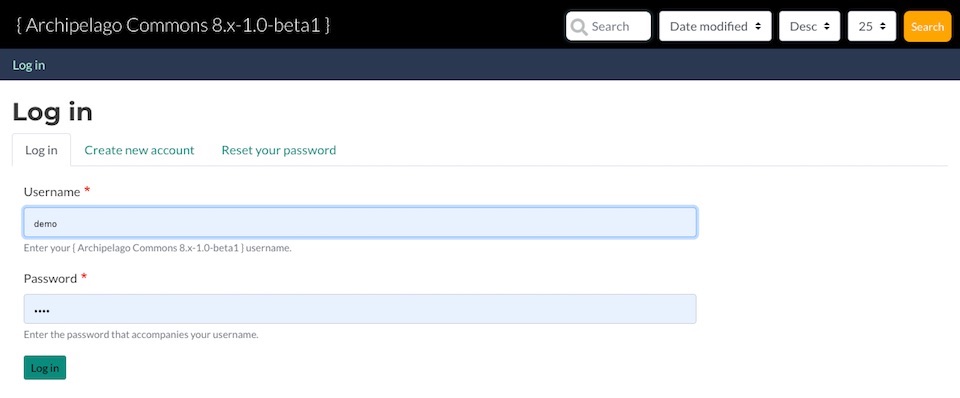 { Archipelago Commons 8.x-1.0-beta1 } Search Date modified Desc 25 Search
Log in
Log in
Log in Create new account Reset your password
Username *
demo
Enter your { Archipelago Commons 8.x-1.0-beta1 } username.
Password *
••••
Enter the password that accompanies your username.
Log in